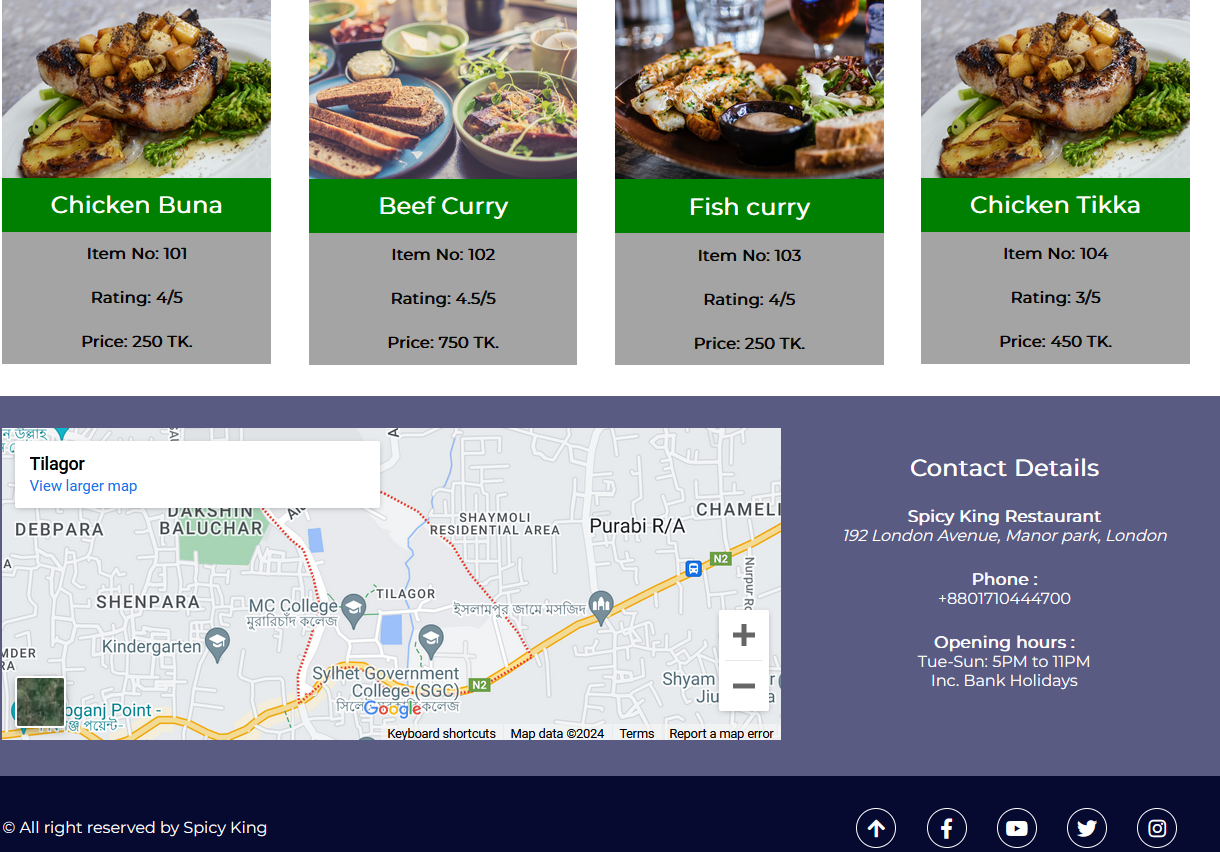 Chicken Buna
Item No: 101
Rating: 4/5
Price: 250 TK.
Beef Curry
Item No: 102
Rating: 4.5/5
Price: 750 TK.
Fish curry
Item No: 103
Rating: 4/5
Price: 250 TK.
Chicken Tikka
Item No: 104
Rating: 3/5
Price: 450 TK.
Tilagor
View larger map
DAKSHIN
BALUCHAR
DEBPARA
SHAYMOLI
RESIDENTIAL AREA
Purabi R/A
CHAMELI
N2
Nurpur
SHENPARA
MC College
মুরারিচাঁদ কলেজ
TILAGOR
ইসলামপুর জামে মসজিদ
Kindergarten
Sylhet Government
College (SGC)
কলেজ
N2
Shyam
Point -
পয়েন্ট-
Google
Keyboard shortcuts
Map data ©2024
Terms
Report a map error
Contact Details
Spicy King Restaurant
192 London Avenue, Manor park, London
Phone :
+8801710444700
Opening hours :
Tue-Sun: 5PM to 11PM
Inc. Bank Holidays
© All right reserved by Spicy King